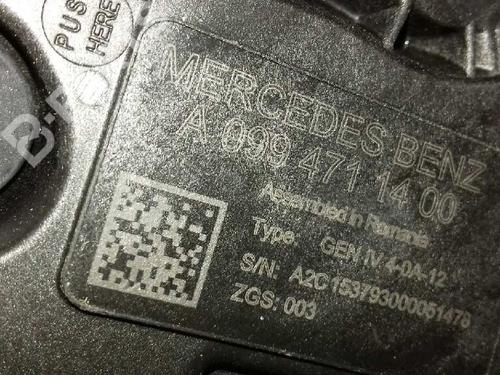 PUSH
HERE
MERCEDES BENZ
A 099 471 14 00
Assembled in Romania
Type: GEN IV 4-0A-12
S/N: A2C153793000051478
ZGS: 003